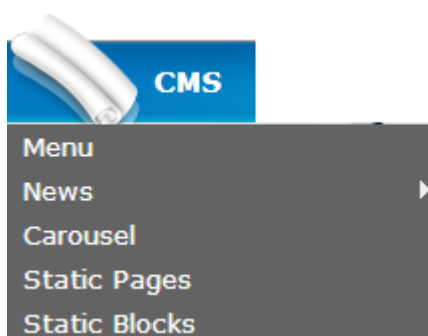 CMS
Menu
News
Carousel
Static Pages
Static Blocks